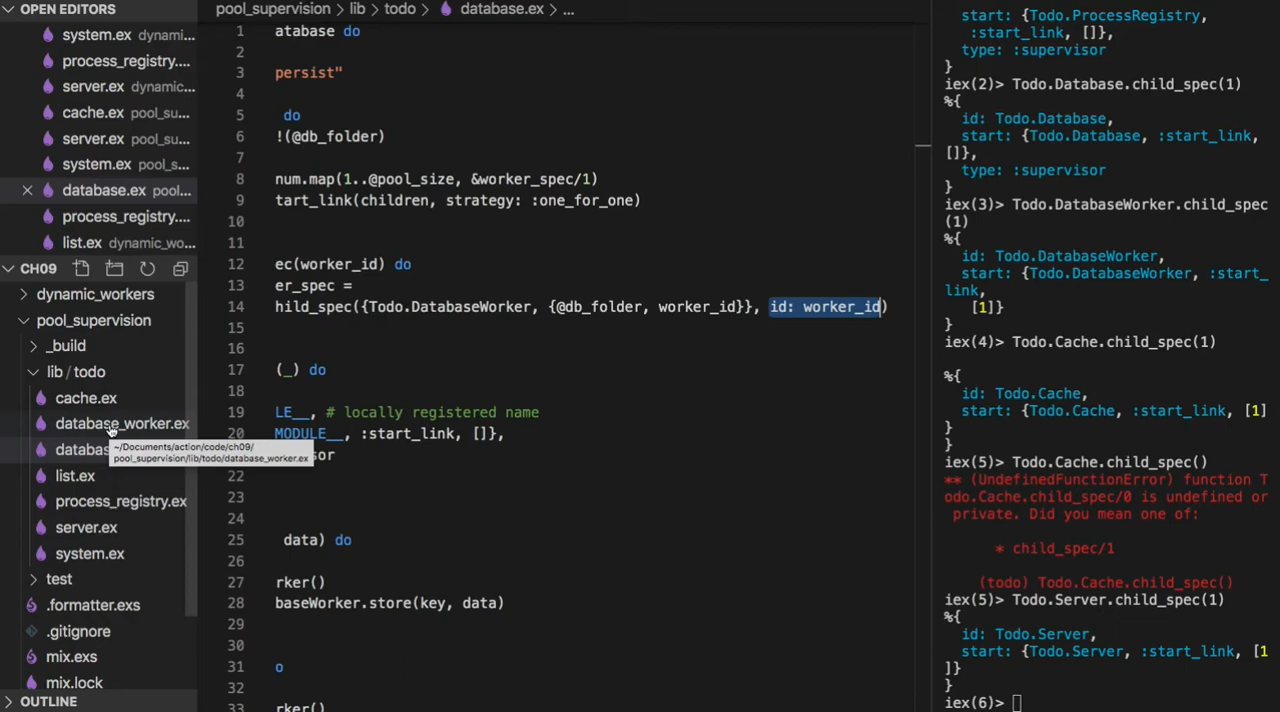 OPEN EDITORS
system.ex dynami...
process_registry....
server.ex dynamic...
cache.ex pool_su...
server.ex pool_su...
system.ex pool_s...
database.ex pool...
process_registry....
list.ex dynamic_wo...
CH09
dynamic_workers
pool_supervision
_build
lib / todo
cache.ex
database_worker.ex
databas
~/Documents/action/code/ch09/
pool_supervision/lib/todo/database_worker.ex
list.ex
process_registry.ex
server.ex
system.ex
test
.formatter.exs
.gitignore
mix.exs
mix.lock
OUTLINE
pool_supervision > lib > todo > database.ex > ...
1 atabase do
2
3 persist"
4
5 do
6 !(@db_folder)
7
8 num.map(1..@pool_size, &worker_spec/1)
9 tart_link(children, strategy: :one_for_one)
10
11
12 ec(worker_id) do
13 er_spec =
14 hild_spec({Todo.DatabaseWorker, {@db_folder, worker_id}}, id: worker_id)
15
16
17 (_) do
18
19 LE__, # locally registered name
20 MODULE__, :start_link, []},
sor
22
23
24
25 data) do
26
27 rker()
28 baseWorker.store(key, data)
29
30
31 o
32
33 rker()
start: {Todo.ProcessRegistry,
:start_link, []},
type: :supervisor
}
iex(2)> Todo.Database.child_spec(1)
%{
id: Todo.Database,
start: {Todo.Database, :start_link,
[]},
type: :supervisor
}
iex(3)> Todo.DatabaseWorker.child_spec
(1)
%{
id: Todo.DatabaseWorker,
start: {Todo.DatabaseWorker, :start_
link,
[1]}
}
iex(4)> Todo.Cache.child_spec(1)
%{
id: Todo.Cache,
start: {Todo.Cache, :start_link, [1]
}
}
iex(5)> Todo.Cache.child_spec()
** (UndefinedFunctionError) function T
odo.Cache.child_spec/0 is undefined or
private. Did you mean one of:
* child_spec/1
(todo) Todo.Cache.child_spec()
iex(5)> Todo.Server.child_spec(1)
%{
id: Todo.Server,
start: {Todo.Server, :start_link, [1
]}
}
iex(6)>